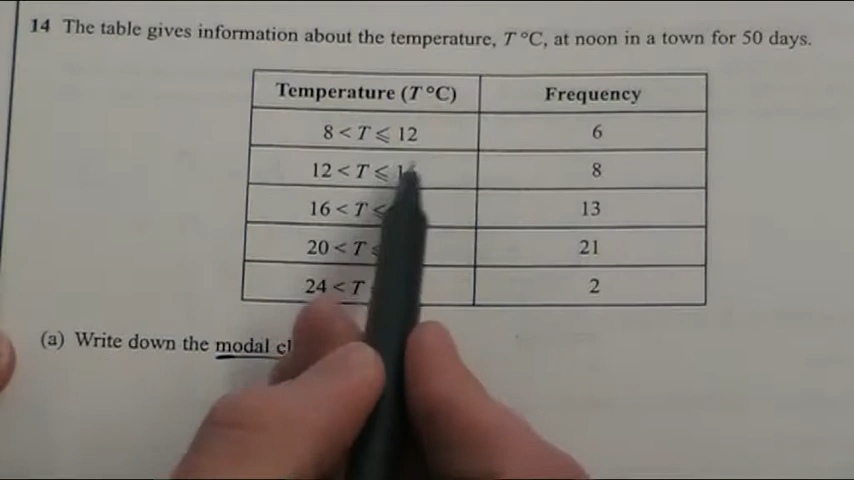 14 The table gives information about the temperature, T °C, at noon in a town for 50 days.
Temperature (T °C) Frequency
8 < T ⩽ 12 6
12 < T ⩽ 8
16 < T < 13
20 < T 21
24 < T 2
(a) Write down the modal